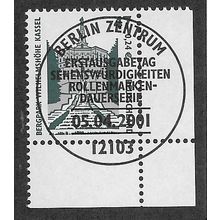 BERLIN ZENTRUM
ERSTAUSGABETAG
SEHENSWÜRDIGKEITEN
ROLLENMARKEN-
DAUERSERIE
05.04.2001
12103
BERGPARK WILHELMSHÖHE KASSEL